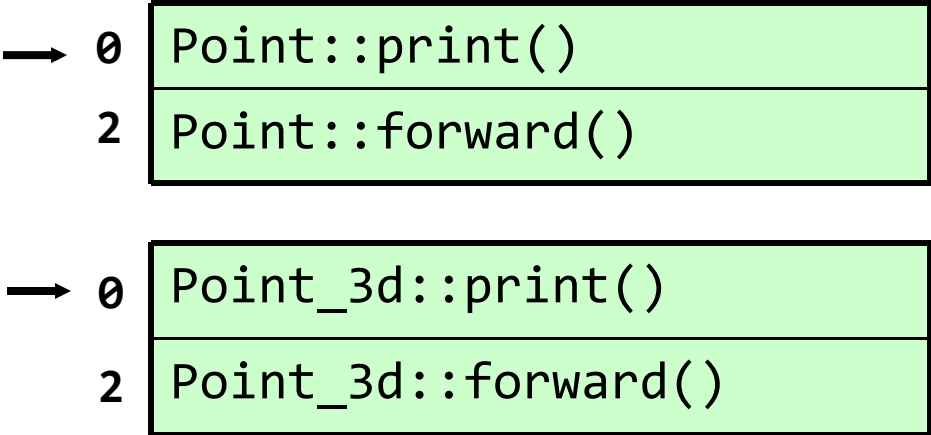 0 Point::print()
2 Point::forward()
0 Point_3d::print()
2 Point_3d::forward()